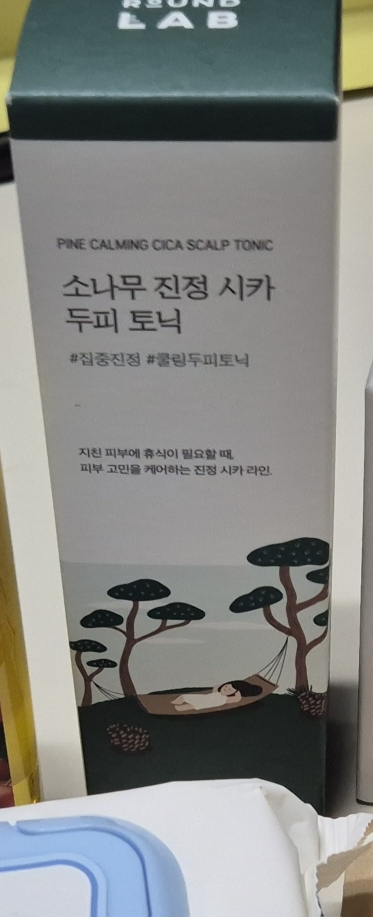 ROUND
LAB
PINE CALMING CICA SCALP TONIC
소나무 진정 시카
두피 토닉
#집중진정 #쿨링두피토닉
지친 피부에 휴식이 필요할 때,
피부 고민을 케어하는 진정 시카 라인.